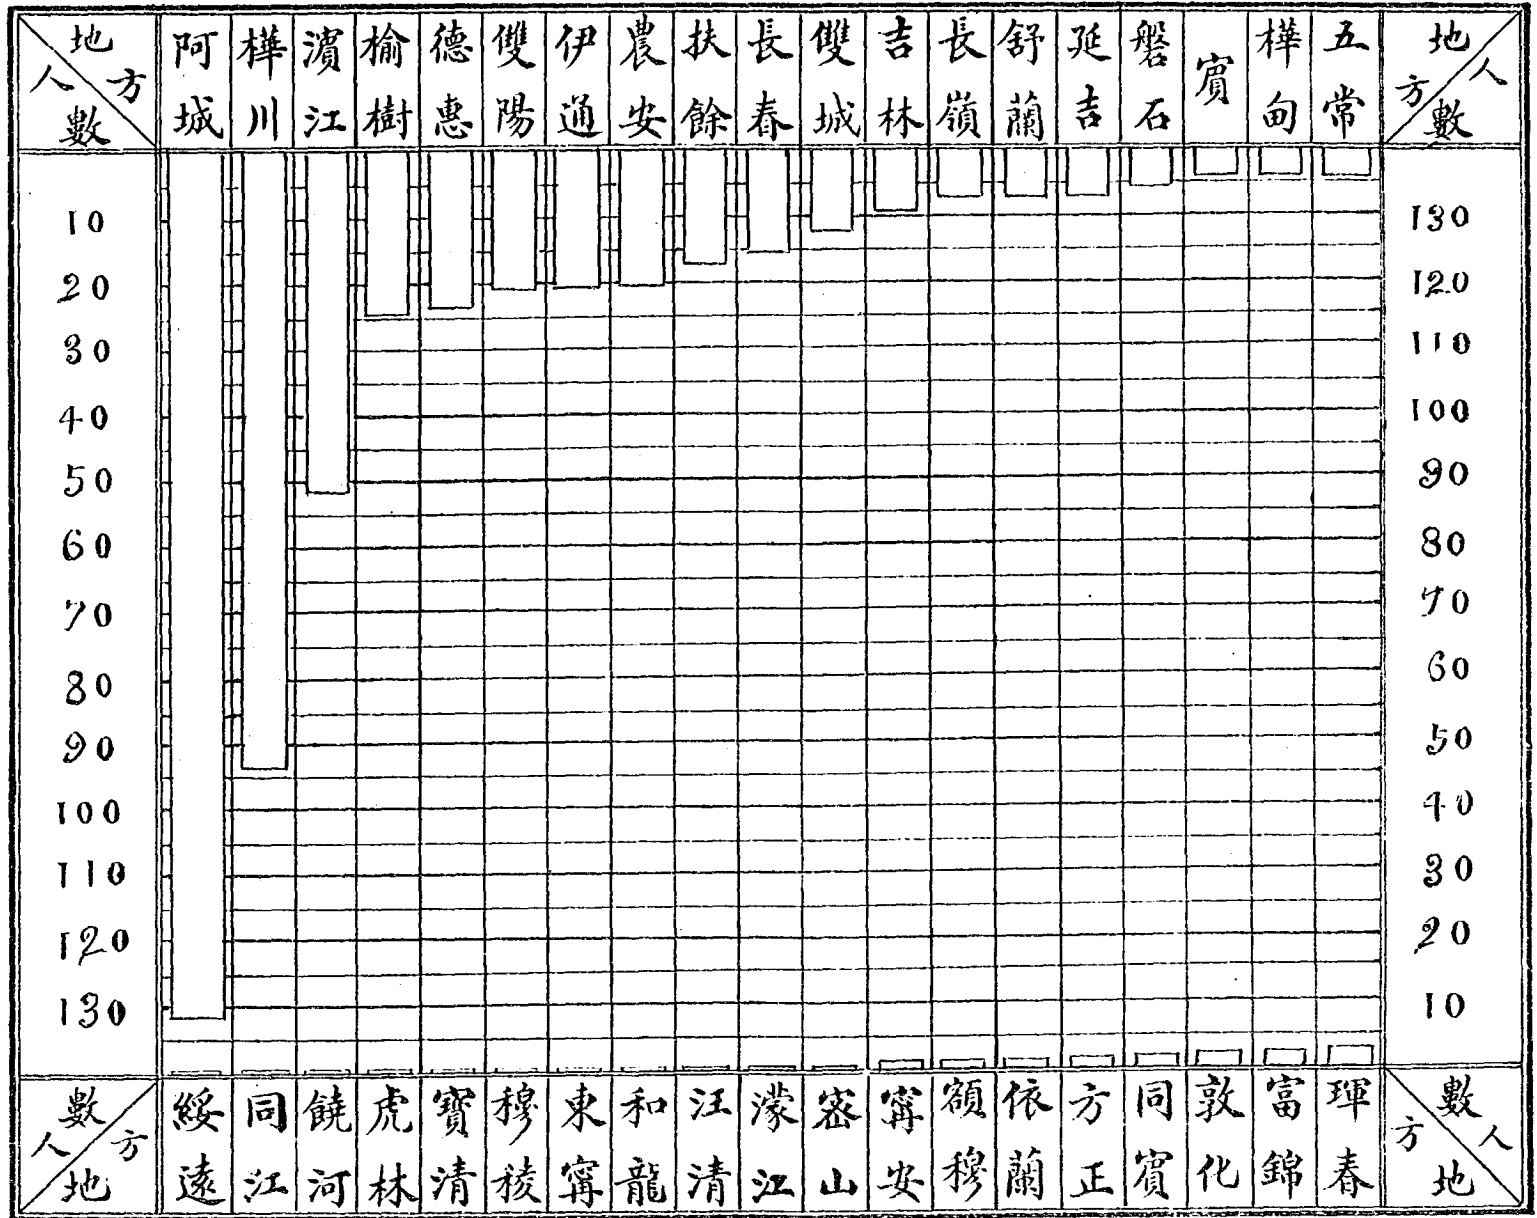 地方人數
阿城
樺川
濱江
榆樹
德惠
雙陽
伊通
農安
扶餘
長春
雙城
吉林
長嶺
舒蘭
延吉
磐石
賓
樺甸
五常
地方人數
10
20
30
40
50
60
70
80
90
100
110
120
130
130
120
110
100
90
80
70
60
50
40
30
20
10
地方人數
綏遠
同江
饒河
虎林
寶清
穆稜
東甯
和龍
汪清
濛江
密山
甯安
額穆
依蘭
方正
同賓
敦化
富錦
琿春
地方人數